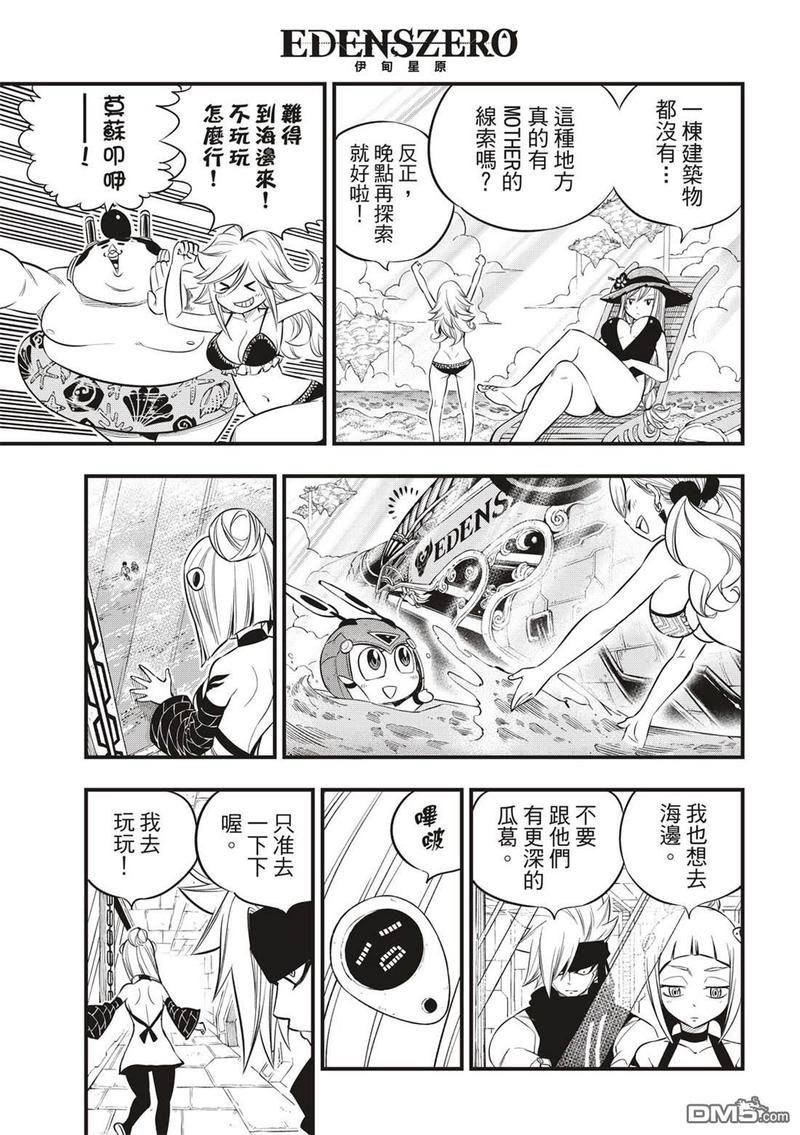 EDENSZERO
伊甸星原
一棟建築物
都沒有…
這種地方
真的有
MOTHER的
線索嗎？
反正，
晚點再探索
就好啦！
難得
到海邊來！
不玩玩
怎麼行！
莫蘇叩咿
——！
EDENS
我也想去
海邊。
不要
跟他們
有更深的
瓜葛。
嗶啵
只准去
一下下
喔。
我去
玩玩！
DM5.com